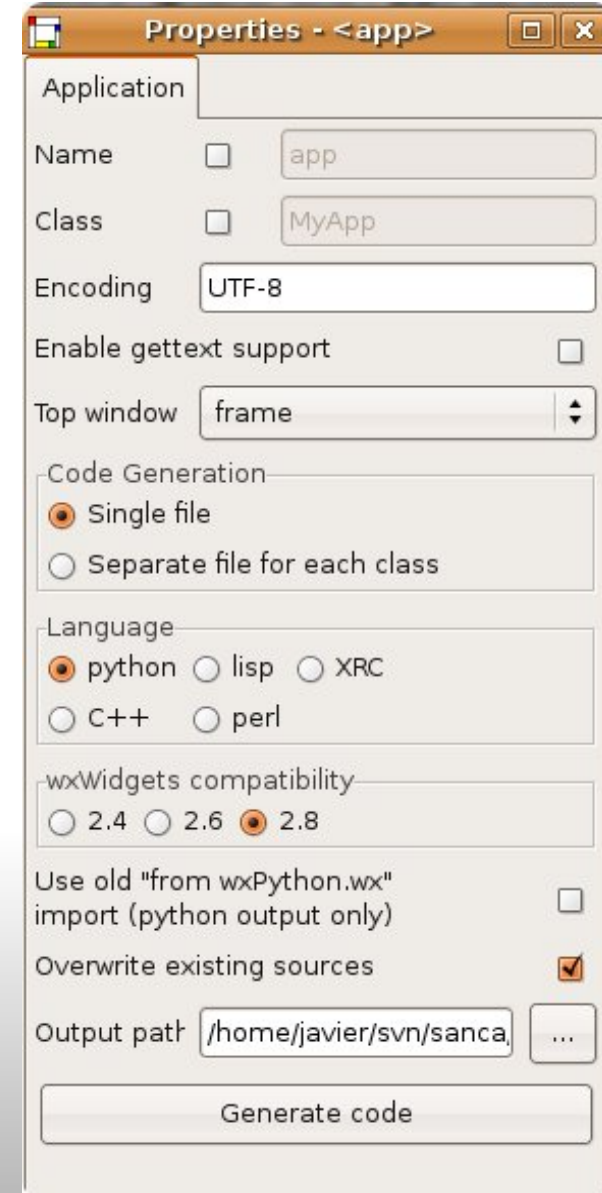 Properties - <app>
Application
Name app
Class MyApp
Encoding UTF-8
Enable gettext support
Top window frame
Code Generation
Single file
Separate file for each class
Language
python lisp XRC
C++ perl
wxWidgets compatibility
2.4 2.6 2.8
Use old "from wxPython.wx"
import (python output only)
Overwrite existing sources
Output path /home/javier/svn/sanca/ ...
Generate code